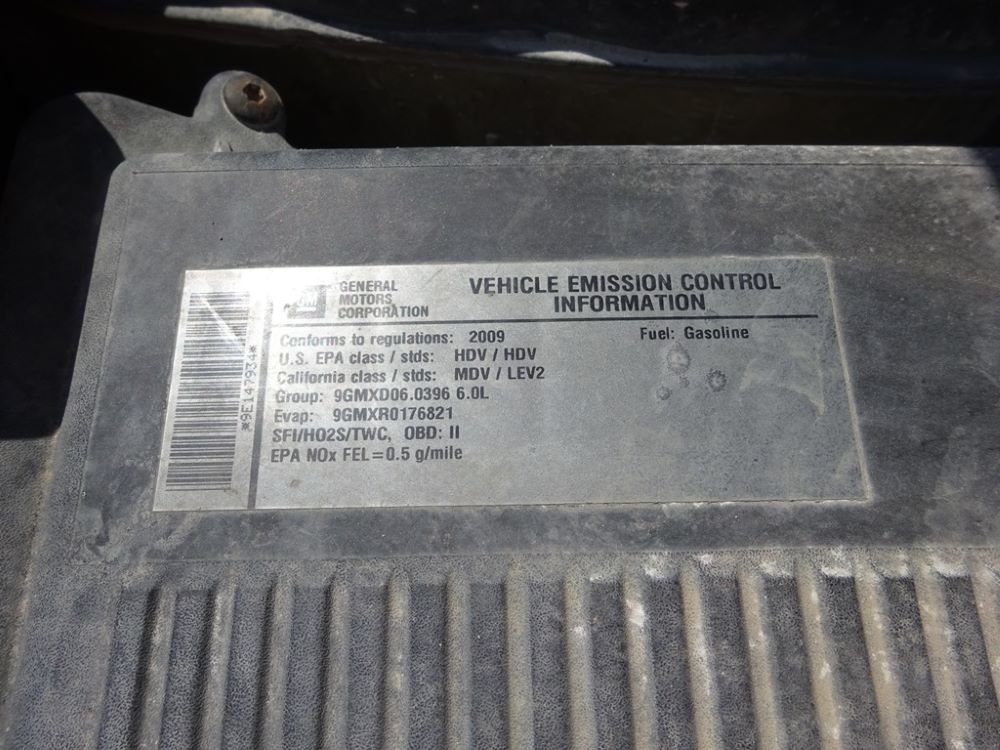 GM
GENERAL
MOTORS
CORPORATION
VEHICLE EMISSION CONTROL
INFORMATION
Conforms to regulations: 2009
Fuel: Gasoline
U.S. EPA class / stds: HDV / HDV
California class / stds: MDV / LEV2
Group: 9GMXD06.0396 6.0L
Evap: 9GMXR0176821
SFI/HO2S/TWC, OBD: II
EPA NOx FEL=0.5 g/mile
*9E147934*